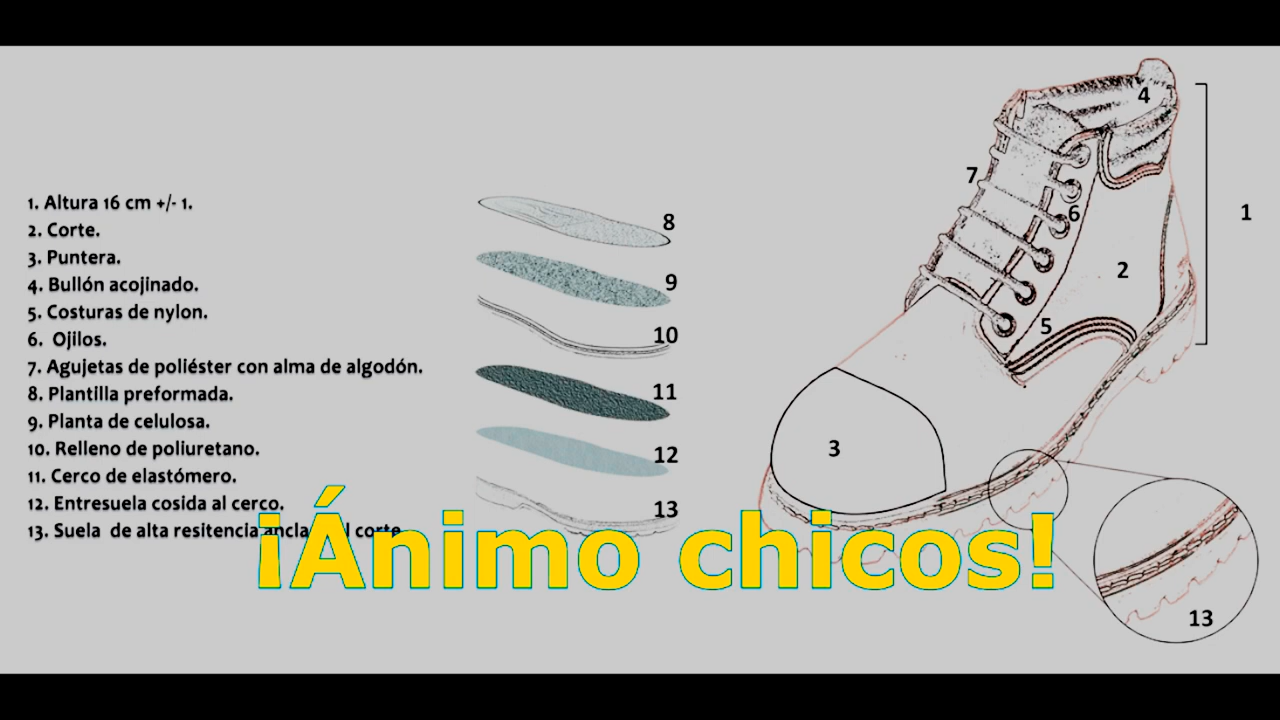 1. Altura 16 cm +/- 1.
2. Corte.
3. Puntera.
4. Bullón acojinado.
5. Costuras de nylon.
6. Ojilos.
7. Agujetas de poliéster con alma de algodón.
8. Plantilla preformada.
9. Planta de celulosa.
10. Relleno de poliuretano.
11. Cerco de elastómero.
12. Entresuela cosida al cerco.
13. Suela de alta resitencia corte.
¡Ánimo chicos!
8
9
10
11
12
13
4
7
6
1
2
5
3
13